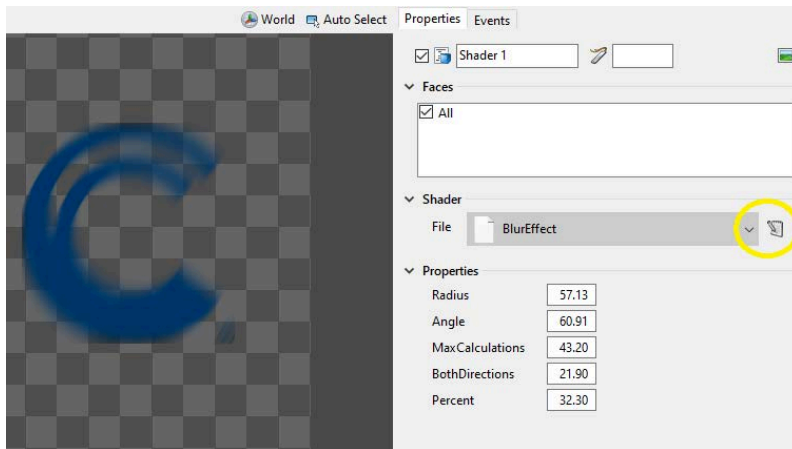 World Auto Select Properties Events
Shader 1
Faces
All
Shader
File BlurEffect
Properties
Radius 57.13
Angle 60.91
MaxCalculations 43.20
BothDirections 21.90
Percent 32.30